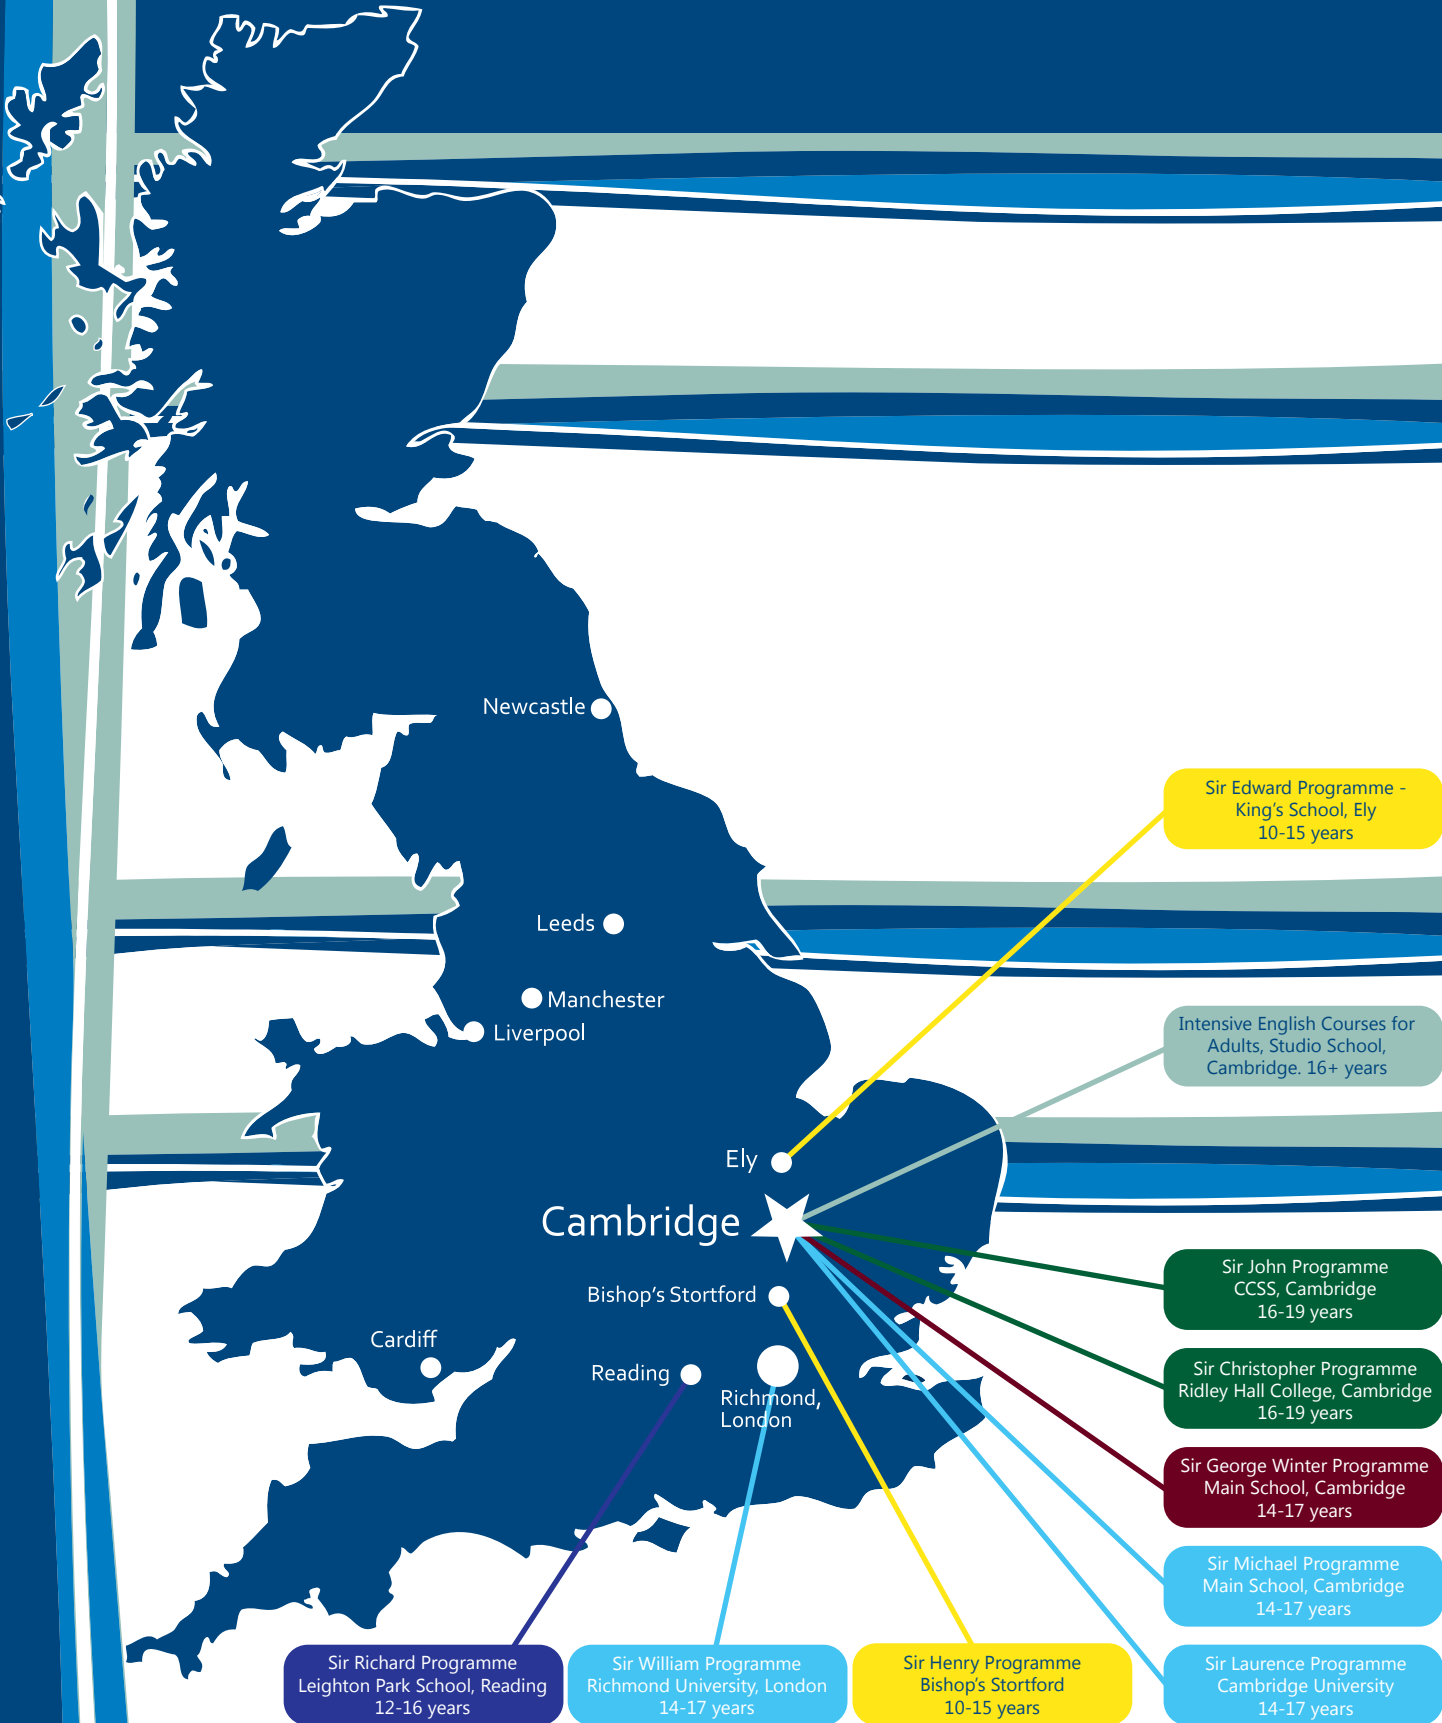 Newcastle
Sir Edward Programme -
King's School, Ely
10-15 years
Leeds
Manchester
Liverpool
Intensive English Courses for
Adults, Studio School,
Cambridge. 16+ years
Ely
Cambridge
Bishop's Stortford
Sir John Programme
CCSS, Cambridge
16-19 years
Cardiff
Reading
Richmond,
London
Sir Christopher Programme
Ridley Hall College, Cambridge
16-19 years
Sir George Winter Programme
Main School, Cambridge
14-17 years
Sir Michael Programme
Main School, Cambridge
14-17 years
Sir Richard Programme
Leighton Park School, Reading
12-16 years
Sir William Programme
Richmond University, London
14-17 years
Sir Henry Programme
Bishop's Stortford
10-15 years
Sir Laurence Programme
Cambridge University
14-17 years